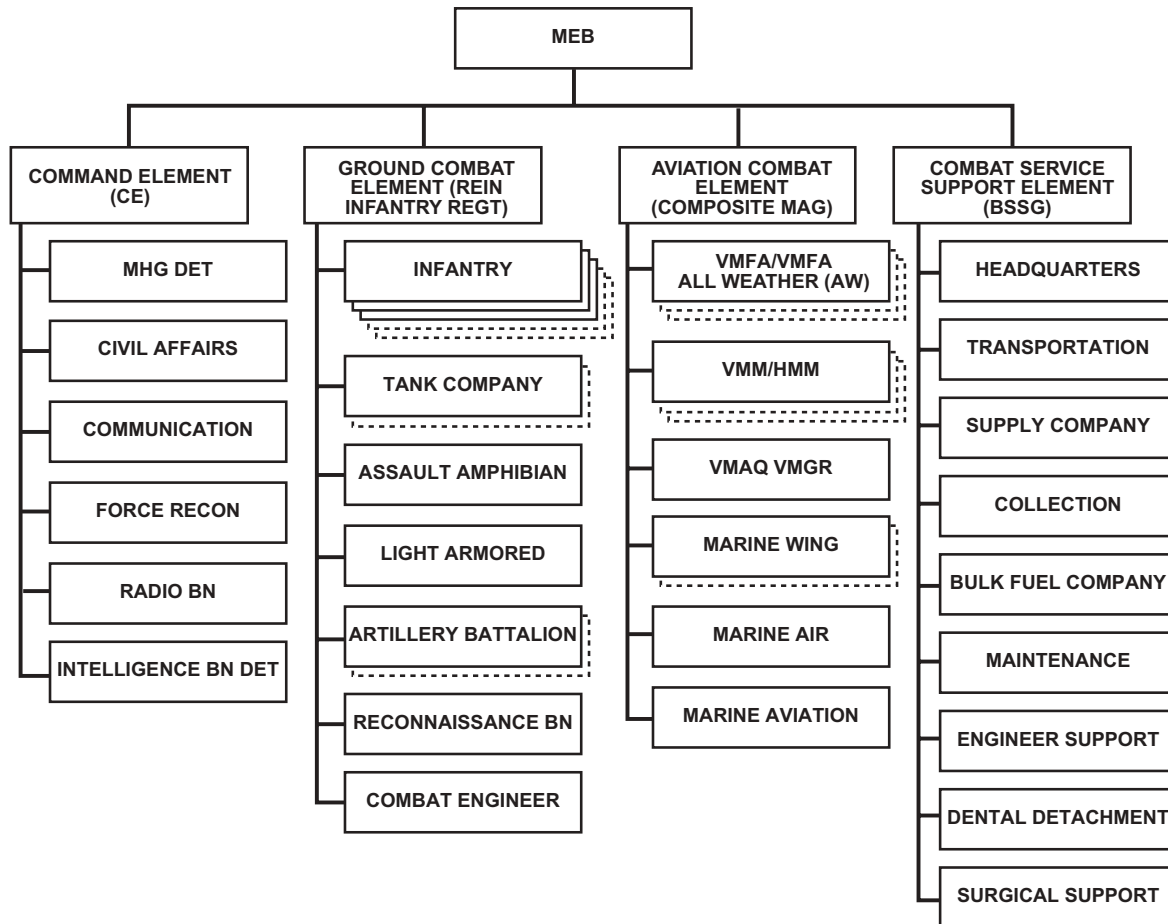 MEB
COMMAND ELEMENT
(CE)
MHG DET
CIVIL AFFAIRS
COMMUNICATION
FORCE RECON
RADIO BN
INTELLIGENCE BN DET
GROUND COMBAT
ELEMENT (REIN
INFANTRY REGT)
INFANTRY
TANK COMPANY
ASSAULT AMPHIBIAN
LIGHT ARMORED
ARTILLERY BATTALION
RECONNAISSANCE BN
COMBAT ENGINEER
AVIATION COMBAT
ELEMENT
(COMPOSITE MAG)
VMFA/VMFA
ALL WEATHER (AW)
VMM/HMM
VMAQ VMGR
MARINE WING
MARINE AIR
MARINE AVIATION
COMBAT SERVICE
SUPPORT ELEMENT
(BSSG)
HEADQUARTERS
TRANSPORTATION
SUPPLY COMPANY
COLLECTION
BULK FUEL COMPANY
MAINTENANCE
ENGINEER SUPPORT
DENTAL DETACHMENT
SURGICAL SUPPORT